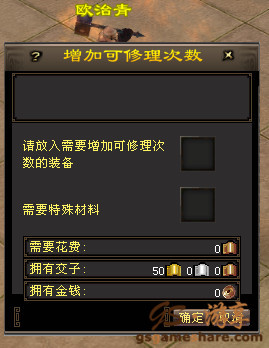 欧治青
? 增加可修理次数 ×
请放入需要增加可修理次
数的装备
需要特殊材料
需要花费: 0
拥有交子: 50 0 0
拥有金钱: 0
确定 取消
gsgamershare.com